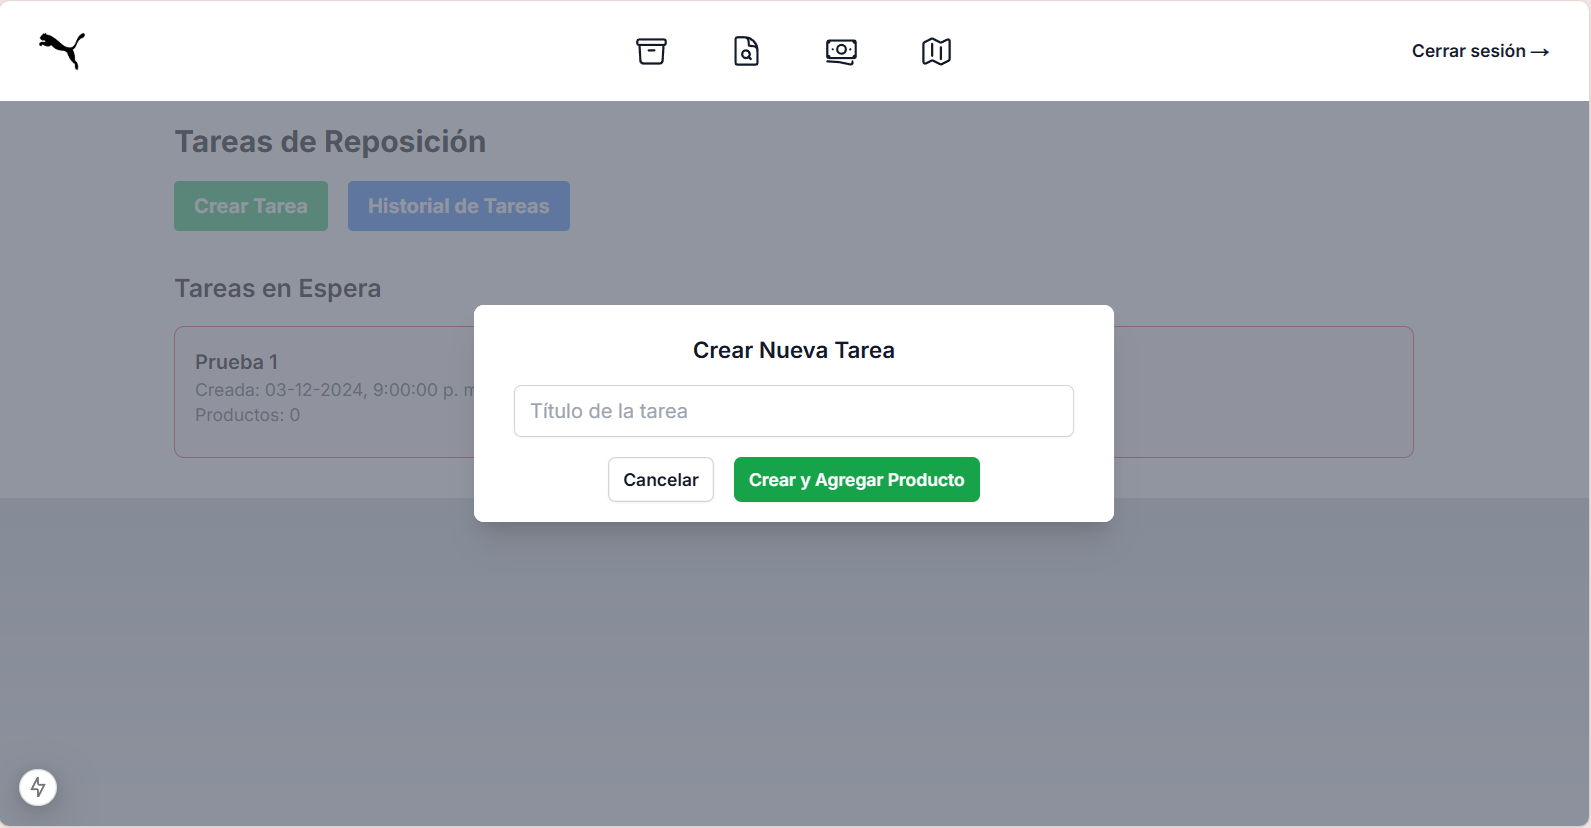 Cerrar sesión →
Tareas de Reposición
Crear Tarea
Historial de Tareas
Tareas en Espera
Prueba 1
Creada: 03-12-2024, 9:00:00 p.
Productos: 0
Crear Nueva Tarea
Título de la tarea
Cancelar
Crear y Agregar Producto